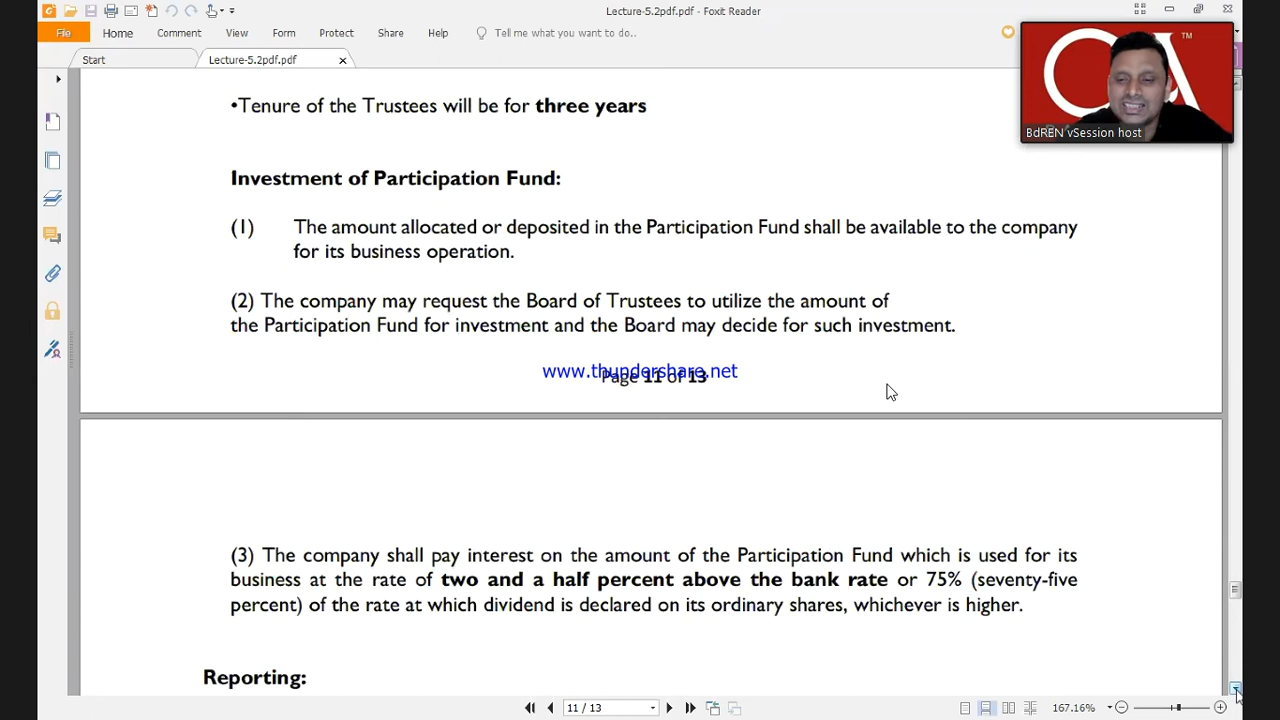 Lecture-5.2pdf.pdf - Foxit Reader
File Home Comment View Form Protect Share Help Tell me what you want to do..
Start Lecture-5.2pdf.pdf
CA ™
BdREN vSession host
•Tenure of the Trustees will be for three years
Investment of Participation Fund:
(1) The amount allocated or deposited in the Participation Fund shall be available to the company
for its business operation.
(2) The company may request the Board of Trustees to utilize the amount of
the Participation Fund for investment and the Board may decide for such investment.
www.thundershare.net
Page 11 of 13
(3) The company shall pay interest on the amount of the Participation Fund which is used for its
business at the rate of two and a half percent above the bank rate or 75% (seventy-five
percent) of the rate at which dividend is declared on its ordinary shares, whichever is higher.
Reporting:
11 / 13 167.16%